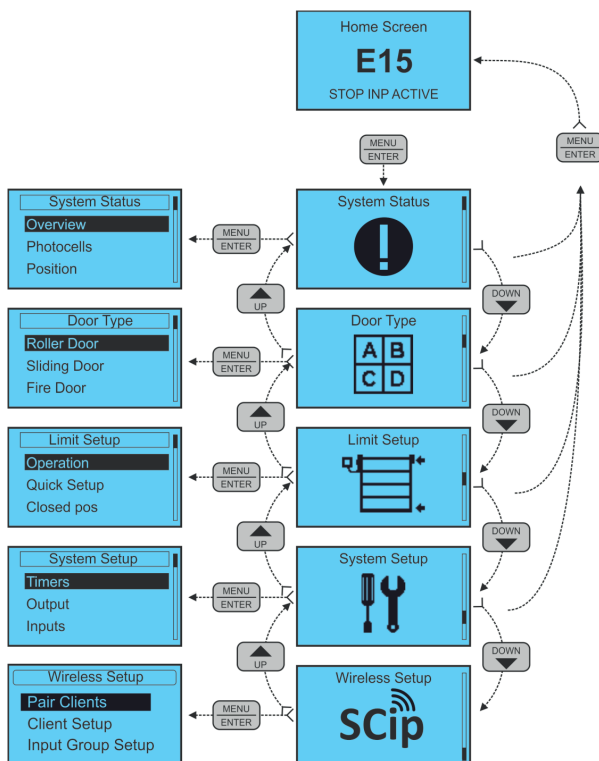 Home Screen
E15
STOP INP ACTIVE
MENU
ENTER
MENU
ENTER
System Status
Overview
Photocells
Position
MENU
ENTER
System Status
UP
DOWN
Door Type
Roller Door
Sliding Door
Fire Door
MENU
ENTER
Door Type
A B
C D
UP
DOWN
Limit Setup
Operation
Quick Setup
Closed pos
MENU
ENTER
Limit Setup
UP
DOWN
System Setup
Timers
Output
Inputs
MENU
ENTER
System Setup
UP
DOWN
Wireless Setup
Pair Clients
Client Setup
Input Group Setup
MENU
ENTER
Wireless Setup
SCip